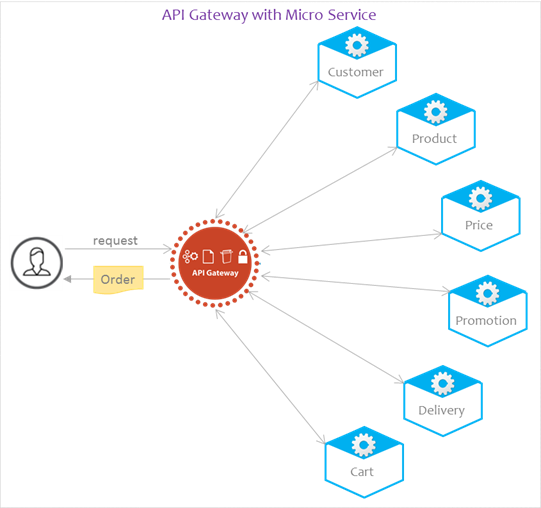 API Gateway with Micro Service
Customer
Product
Price
request
Order
API Gateway
Promotion
Delivery
Cart